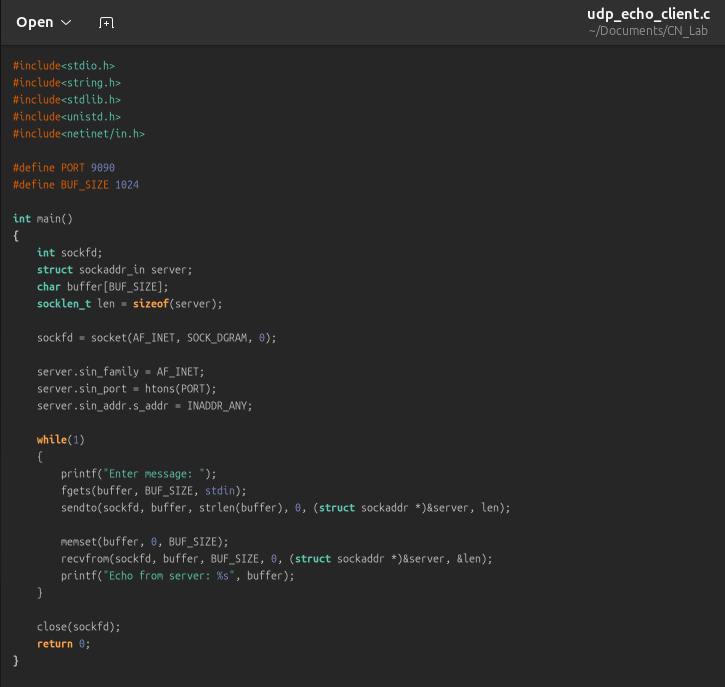 Open
udp_echo_client.c
~/Documents/CN_Lab
#include<stdio.h>
#include<string.h>
#include<stdlib.h>
#include<unistd.h>
#include<netinet/in.h>
#define PORT 9090
#define BUF_SIZE 1024
int main()
{
    int sockfd;
    struct sockaddr_in server;
    char buffer[BUF_SIZE];
    socklen_t len = sizeof(server);
    sockfd = socket(AF_INET, SOCK_DGRAM, 0);
    server.sin_family = AF_INET;
    server.sin_port = htons(PORT);
    server.sin_addr.s_addr = INADDR_ANY;
    while(1)
    {
        printf("Enter message: ");
        fgets(buffer, BUF_SIZE, stdin);
        sendto(sockfd, buffer, strlen(buffer), 0, (struct sockaddr *)&server, len);
        memset(buffer, 0, BUF_SIZE);
        recvfrom(sockfd, buffer, BUF_SIZE, 0, (struct sockaddr *)&server, &len);
        printf("Echo from server: %s", buffer);
    }
    close(sockfd);
    return 0;
}